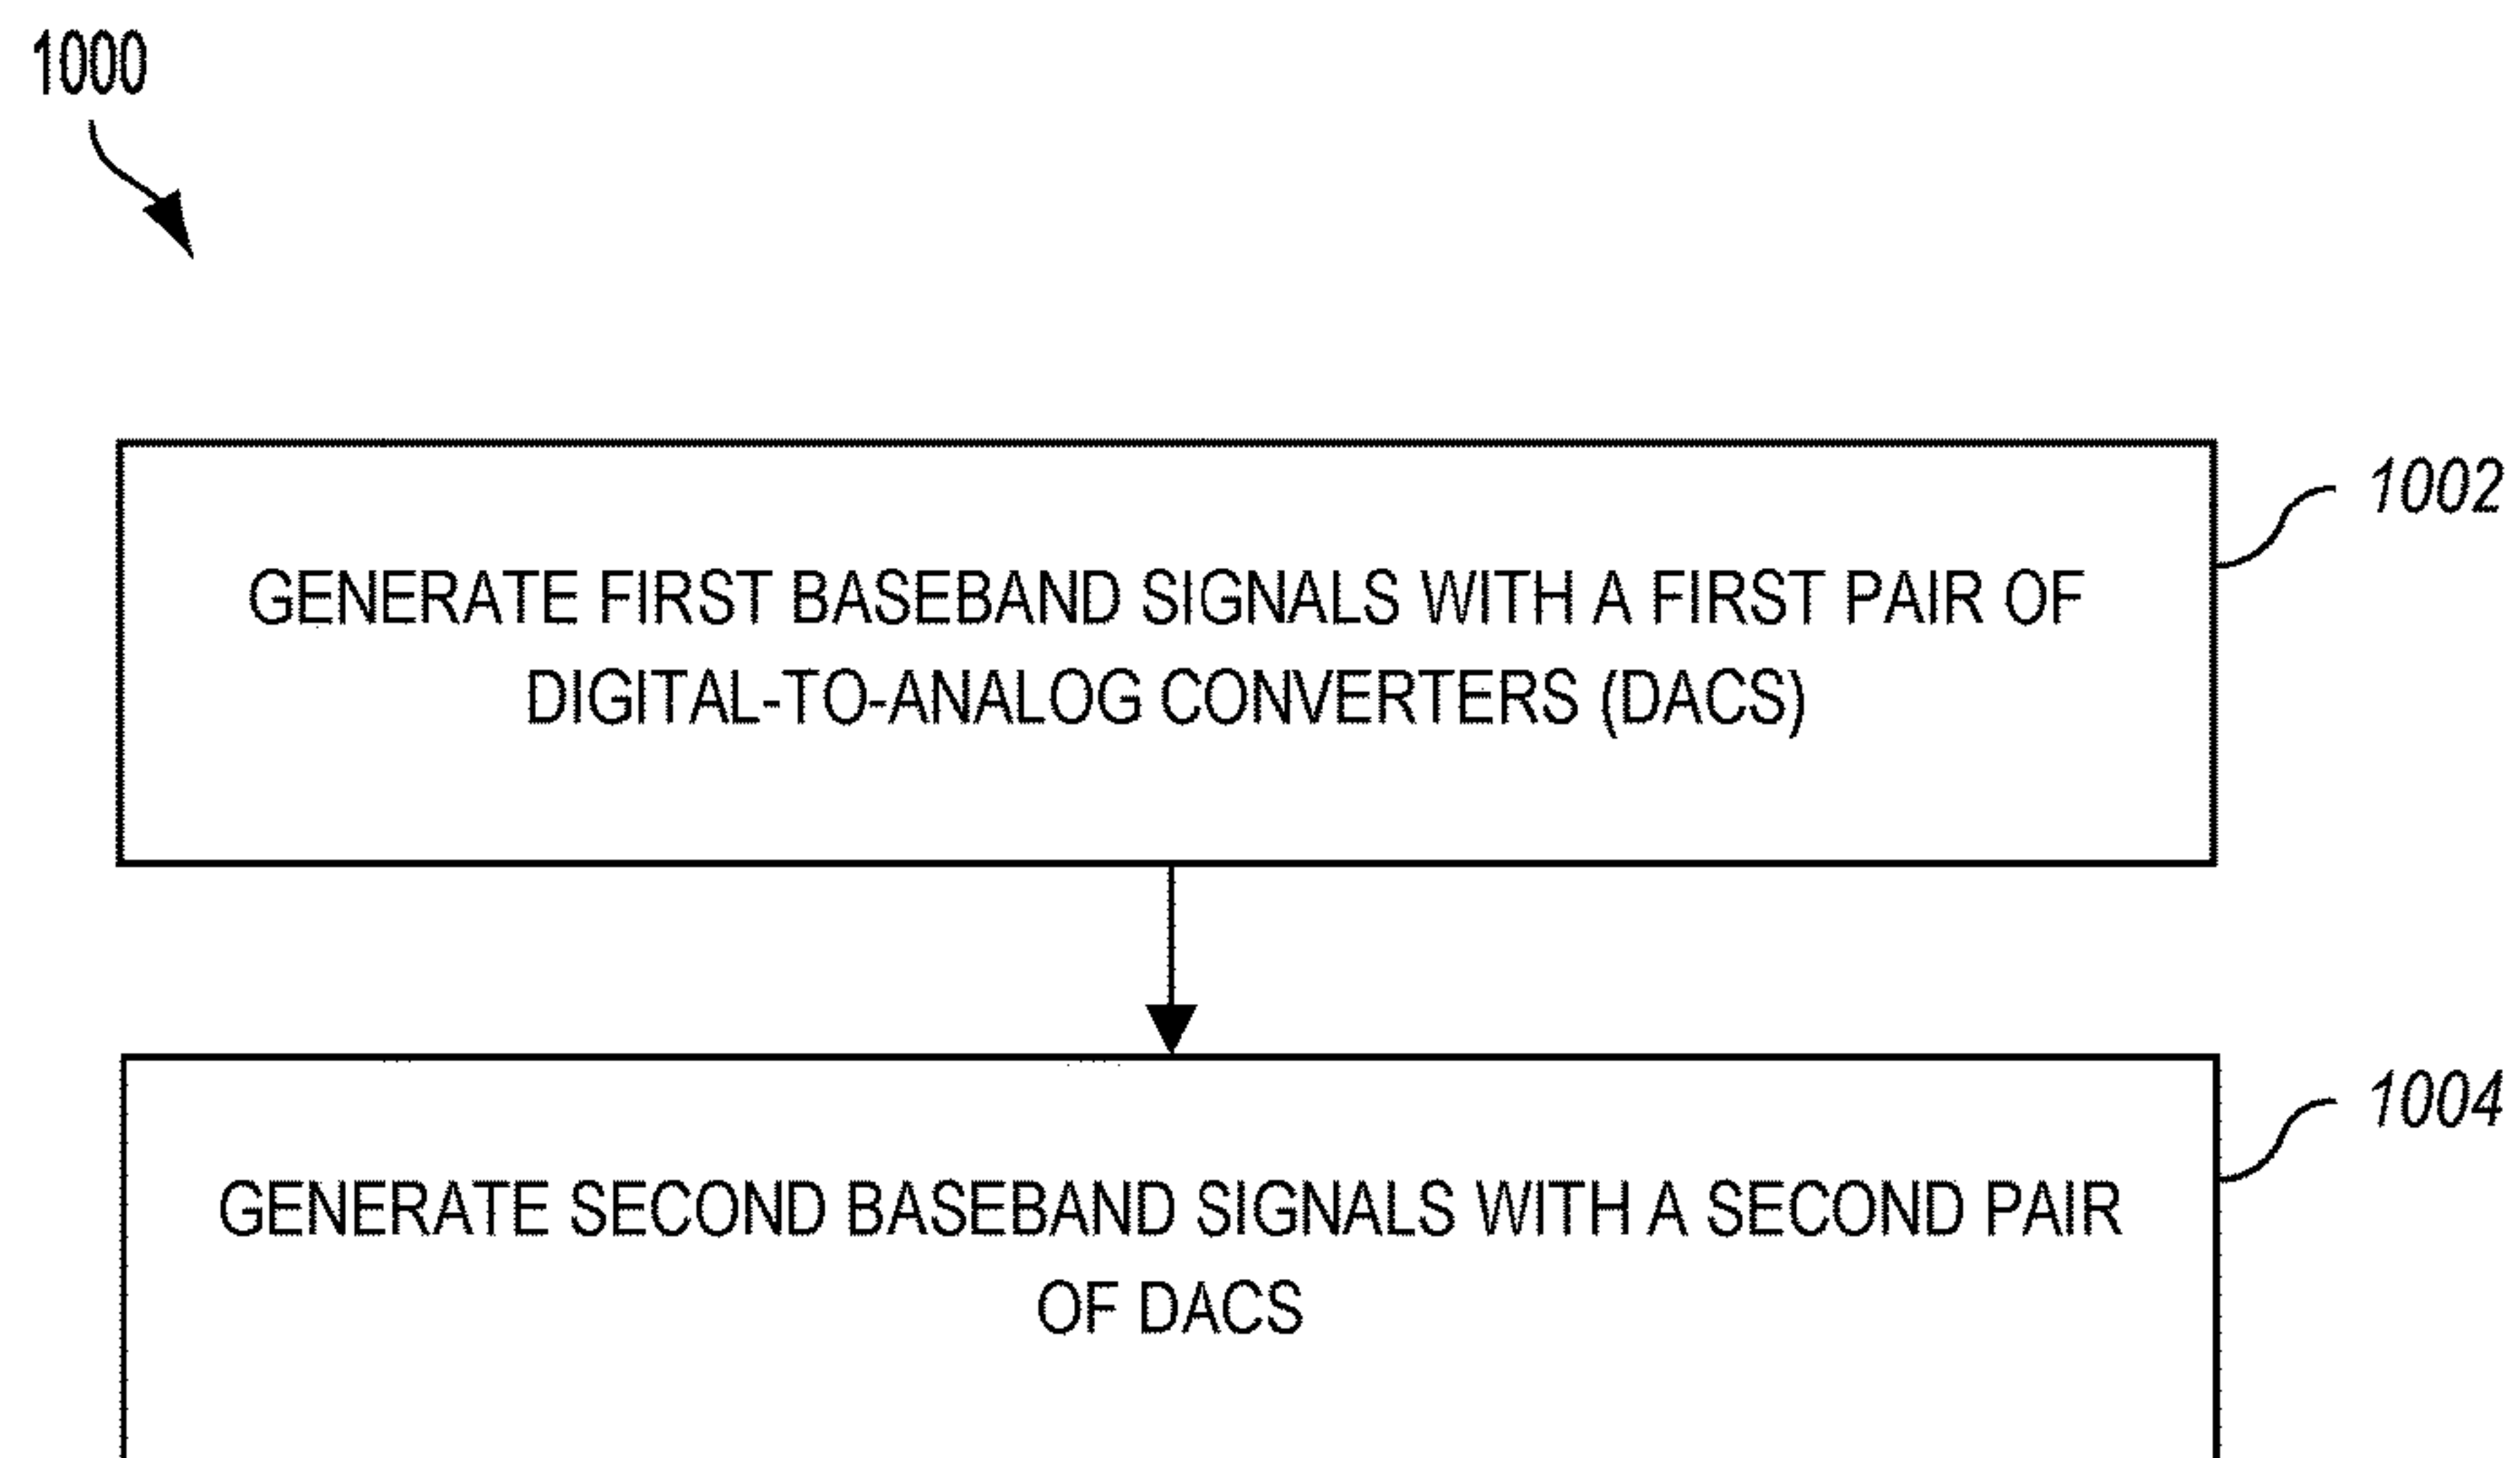 1000
1002
GENERATE FIRST BASEBAND SIGNALS WITH A FIRST PAIR OF
DIGITAL-TO-ANALOG CONVERTERS (DACS)
1004
GENERATE SECOND BASEBAND SIGNALS WITH A SECOND PAIR
OF DACS